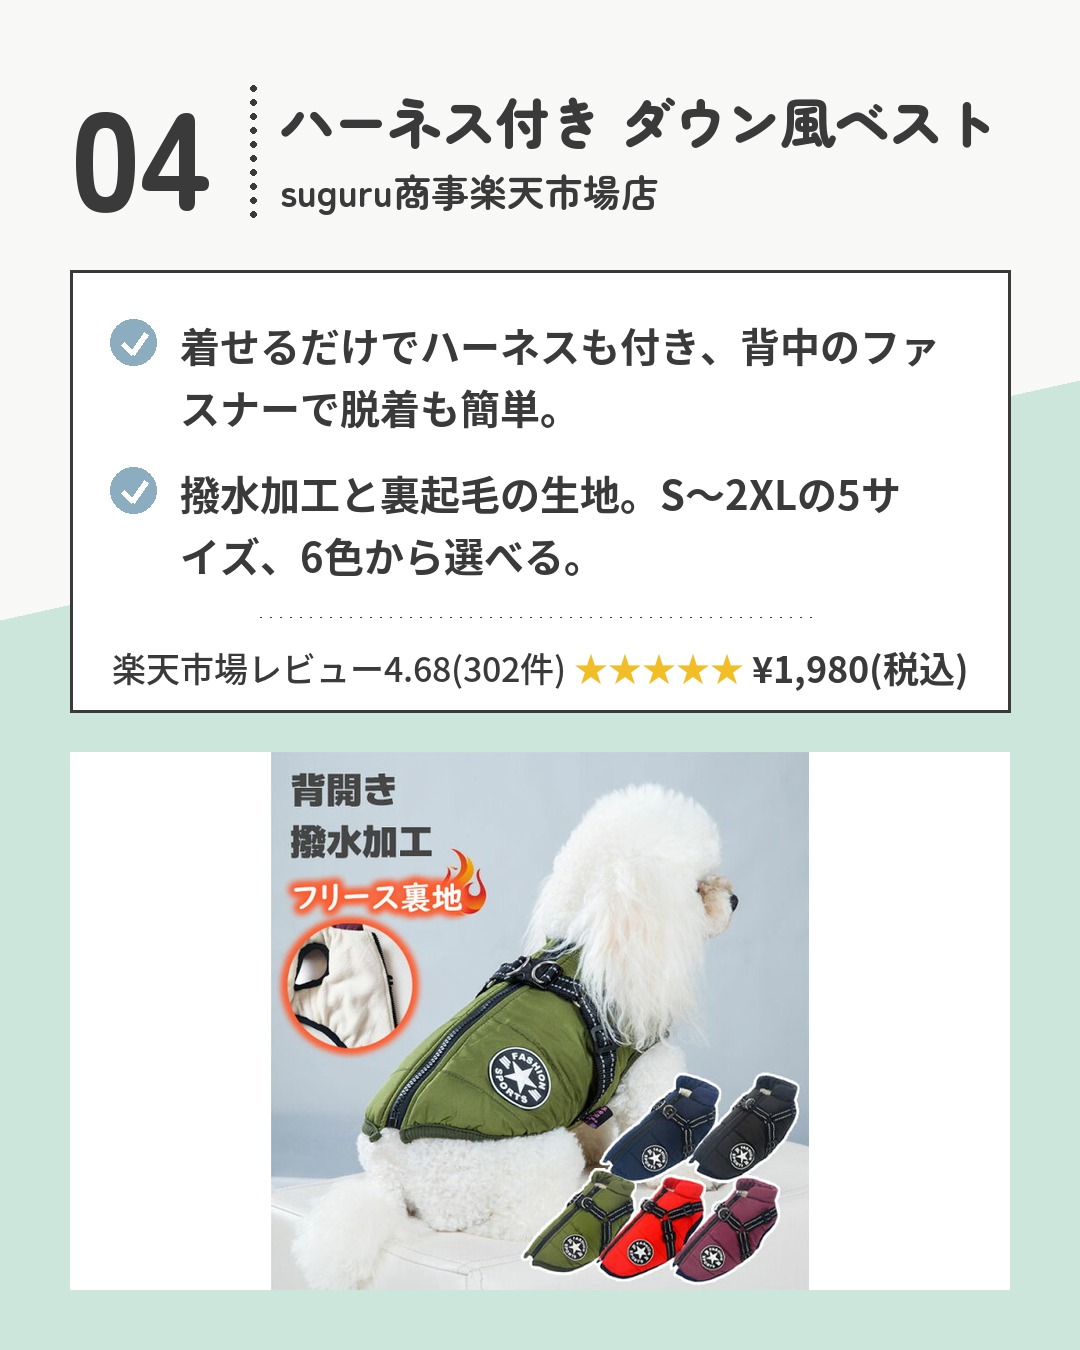 04
ハーネス付き ダウン風ベスト
suguru商事楽天市場店
着せるだけでハーネスも付き、背中のファ
スナーで脱着も簡単。
撥水加工と裏起毛の生地。S〜2XLの5サ
イズ、6色から選べる。
楽天市場レビュー4.68(302件) ★★★★★ ¥1,980(税込)
背開き
撥水加工
フリース裏地
FASHION
SPORTS